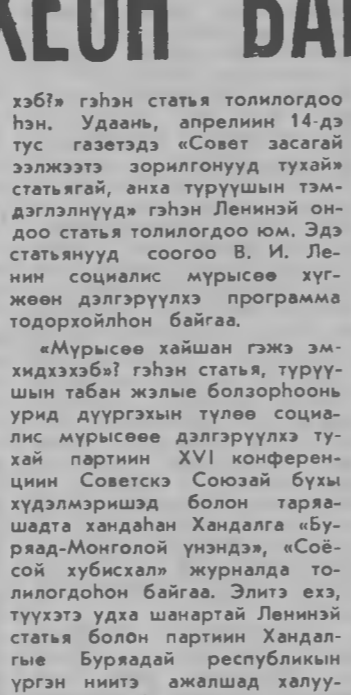 хэб?» гэһэн статья толилогдоо
һэн. Удаань, апрелиин 14-дэ
тус газетэдэ «Совет засагай
ээлжээтэ зорилгонууд тухай»
статьягай, анха түрүүшын тэм-
дэглэлнүүд» гэһэн Ленинэй он-
доо статья толилогдоо юм. Эдэ
статьянууд соогоо В. И. Ле-
нин социалис мүрысөө хүг-
жөөн дэлгэрүүлхэ программа
тодорхойлһон байгаа.
«Мүрысөө хайшан гэжэ эм-
хидхэхэб»? гэһэн статья, түрүү-
шын табан жэлые болзорһоонь
урид дүүргэхын түлөө социа-
лис мүрысөөе дэлгэрүүлхэ ту-
хай партиин XVI конферен-
циин Советскэ Союзай бүхы
хүдэлмэришэд болон таряа-
шадта хандаһан Хандалга «Бу-
ряад-Монголой үнэндэ», «Соё-
сой хубисхал» журналда то-
лилогдоһон байгаа. Элитэ ехэ,
түүхэтэ удха шанартай Ленинэй
статья болон партиин Хандал-
гые Буряадай республикын
үргэн ниитэ ажалшад халуу-